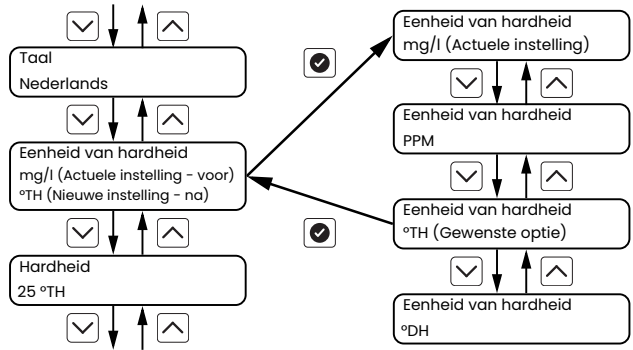 Taal
Nederlands
Eenheid van hardheid
mg/l (Actuele instelling - voor)
°TH (Nieuwe instelling - na)
Hardheid
25 °TH
Eenheid van hardheid
mg/l (Actuele instelling)
Eenheid van hardheid
PPM
Eenheid van hardheid
°TH (Gewenste optie)
Eenheid van hardheid
°DH